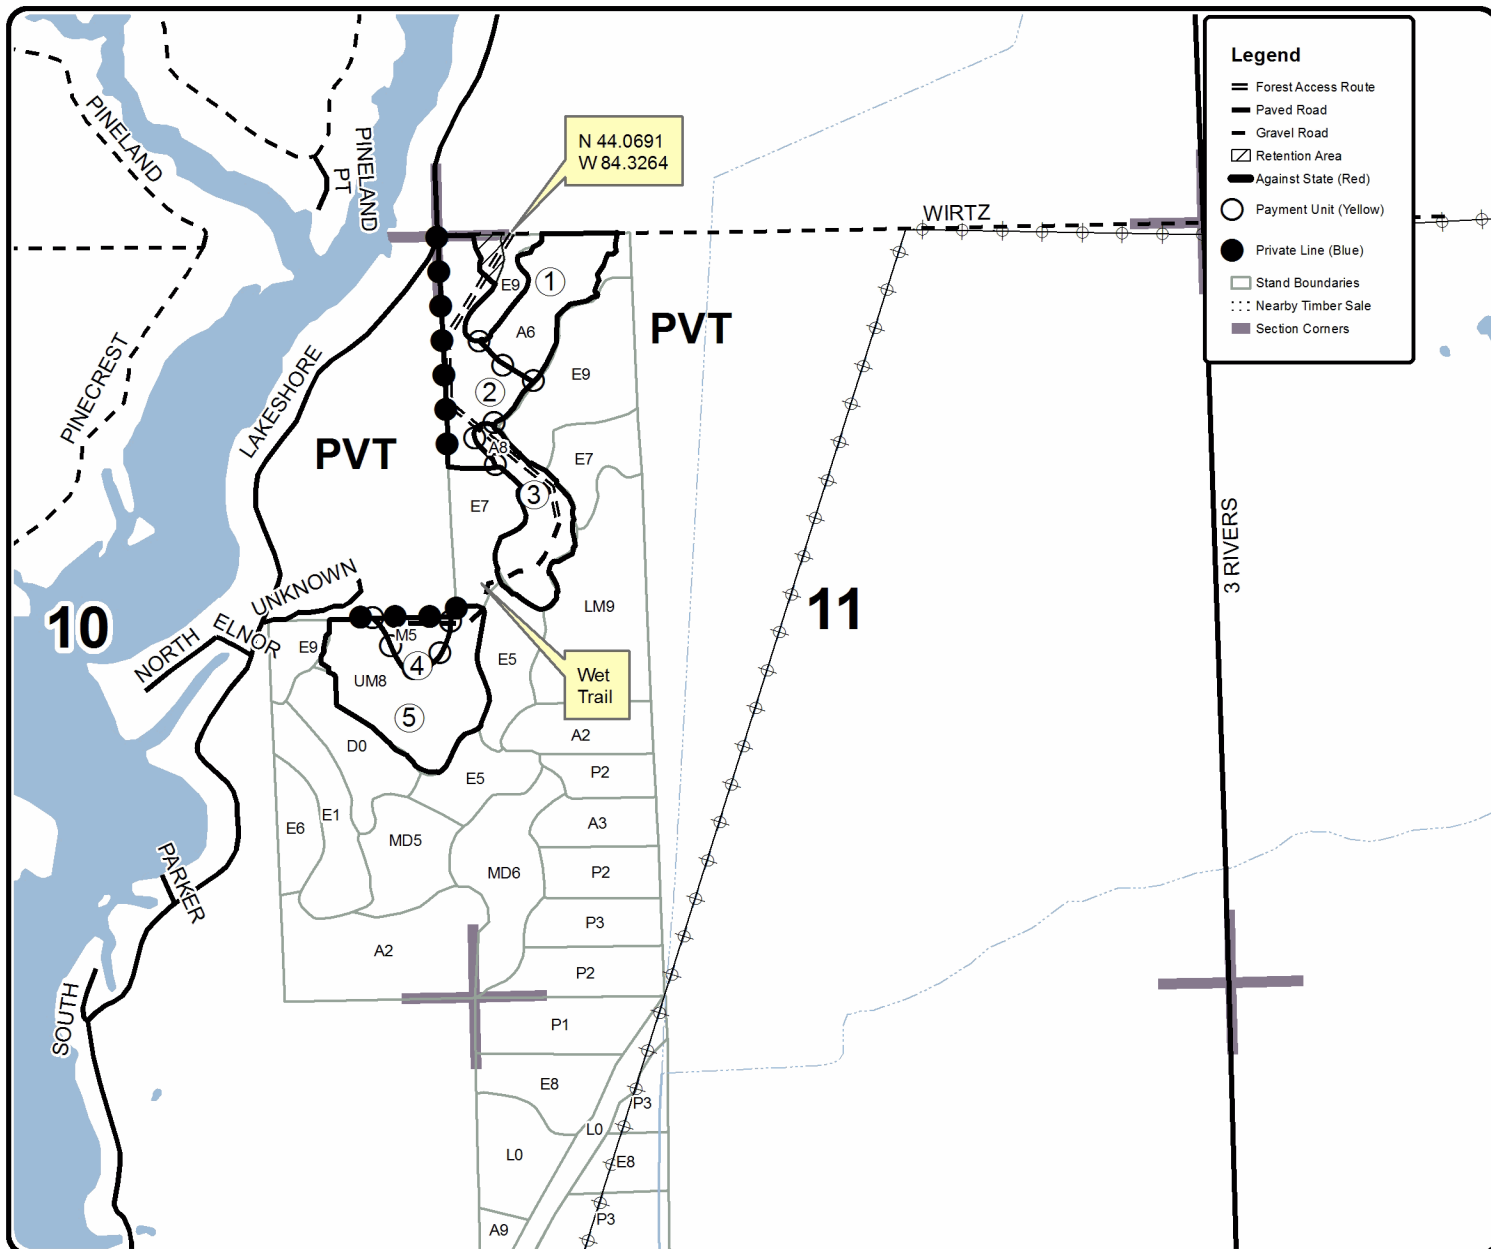 Legend
Forest Access Route
Paved Road
Gravel Road
Retention Area
Against State (Red)
Payment Unit (Yellow)
Private Line (Blue)
Stand Boundaries
Nearby Timber Sale
Section Corners
PINELAND
PINELAND
PT
N 44.0691
W 84.3264
WIRTZ
E9
1
A6
PVT
PINECREST
LAKESHORE
E9
2
PVT
A8
E7
3
E7
3 RIVERS
UNKNOWN
10
11
LM9
ELNOR
NORTH
M5
E9
E5
4
UM8
Wet
Trail
5
A2
D0
E5
P2
E1
A3
E6
MD5
P2
MD6
PARKER
P3
A2
P2
SOUTH
P1
E8
P3
L0
L0
E8
P3
A9